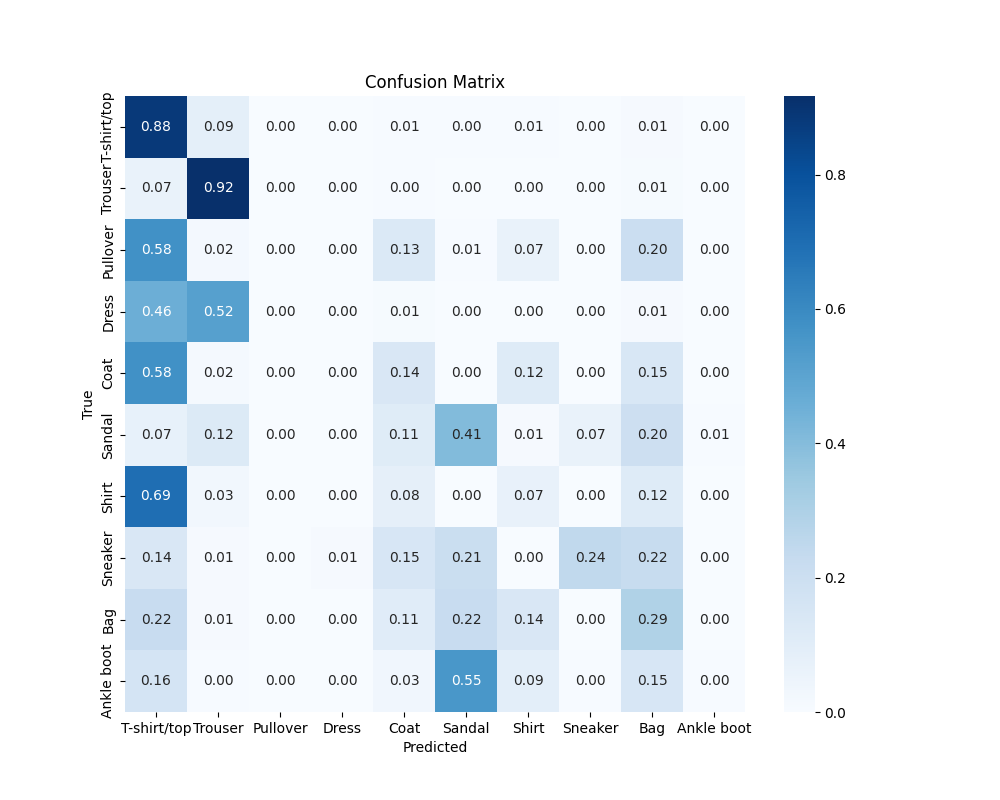 Confusion Matrix
True
T-shirt/top 0.88 0.09 0.00 0.00 0.01 0.00 0.01 0.00 0.01 0.00
Trouser 0.07 0.92 0.00 0.00 0.00 0.00 0.00 0.00 0.01 0.00
Pullover 0.58 0.02 0.00 0.00 0.13 0.01 0.07 0.00 0.20 0.00
Dress 0.46 0.52 0.00 0.00 0.01 0.00 0.00 0.00 0.01 0.00
Coat 0.58 0.02 0.00 0.00 0.14 0.00 0.12 0.00 0.15 0.00
Sandal 0.07 0.12 0.00 0.00 0.11 0.41 0.01 0.07 0.20 0.01
Shirt 0.69 0.03 0.00 0.00 0.08 0.00 0.07 0.00 0.12 0.00
Sneaker 0.14 0.01 0.00 0.01 0.15 0.21 0.00 0.24 0.22 0.00
Bag 0.22 0.01 0.00 0.00 0.11 0.22 0.14 0.00 0.29 0.00
Ankle boot 0.16 0.00 0.00 0.00 0.03 0.55 0.09 0.00 0.15 0.00
T-shirt/top Trouser Pullover Dress Coat Sandal Shirt Sneaker Bag Ankle boot
Predicted
0.8
0.6
0.4
0.2
0.0